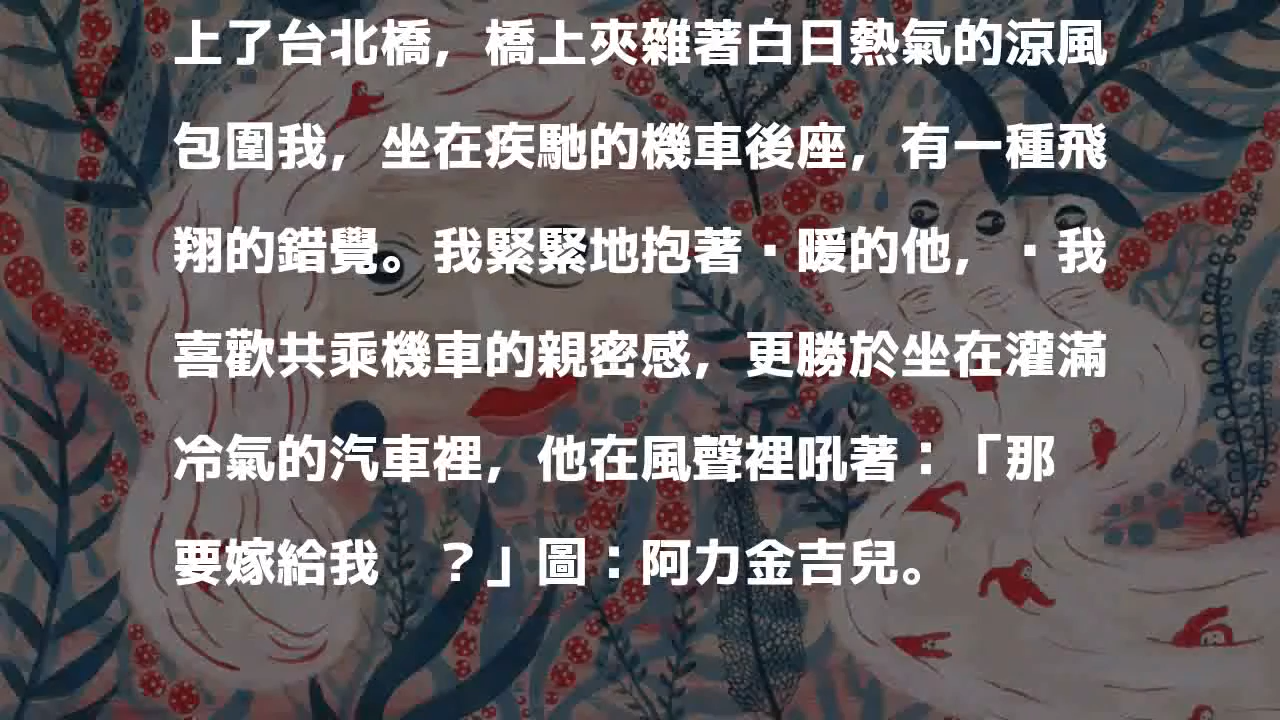 上了台北橋，橋上夾雜著白日熱氣的涼風
包圍我，坐在疾馳的機車後座，有一種飛
翔的錯覺。我緊緊地抱著·暖的他，·我
喜歡共乘機車的親密感，更勝於坐在灌滿
冷氣的汽車裡，他在風聲裡吼著：「那
要嫁給我　？」圖：阿力金吉兒。